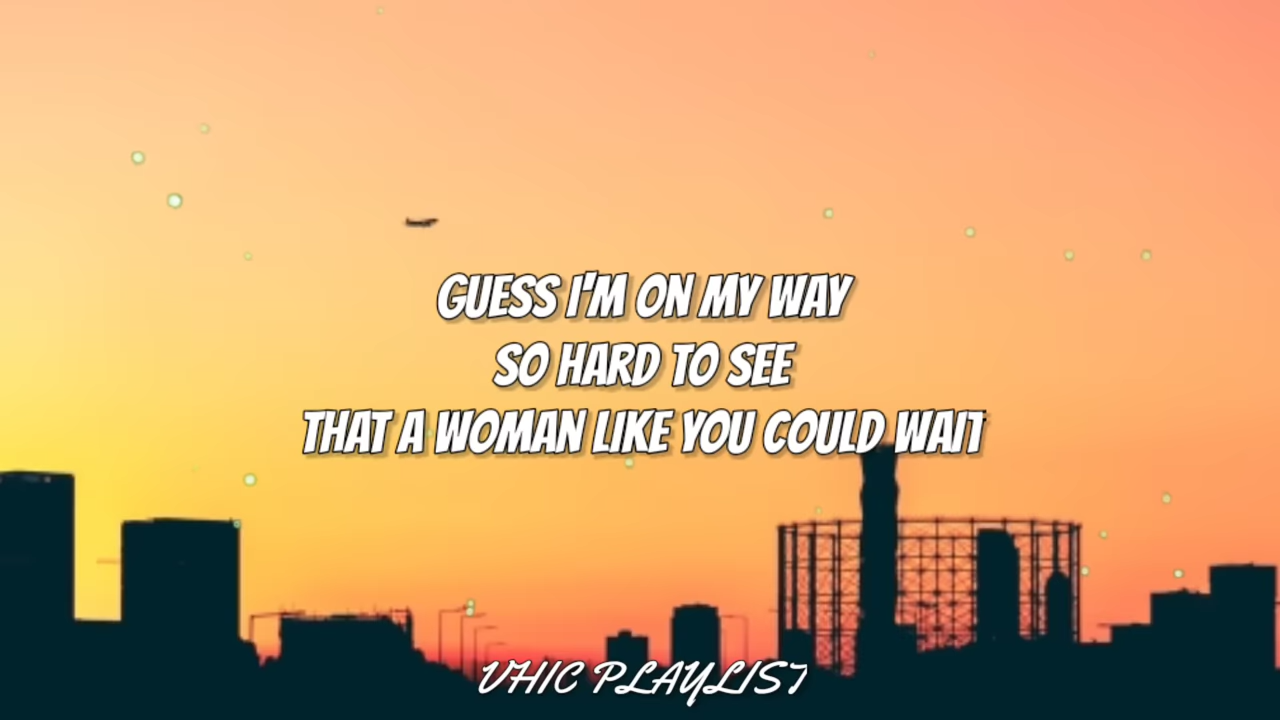 GUESS I'M ON MY WAY
SO HARD TO SEE
THAT A WOMAN LIKE YOU COULD WAIT
VHIC PLAYLIST